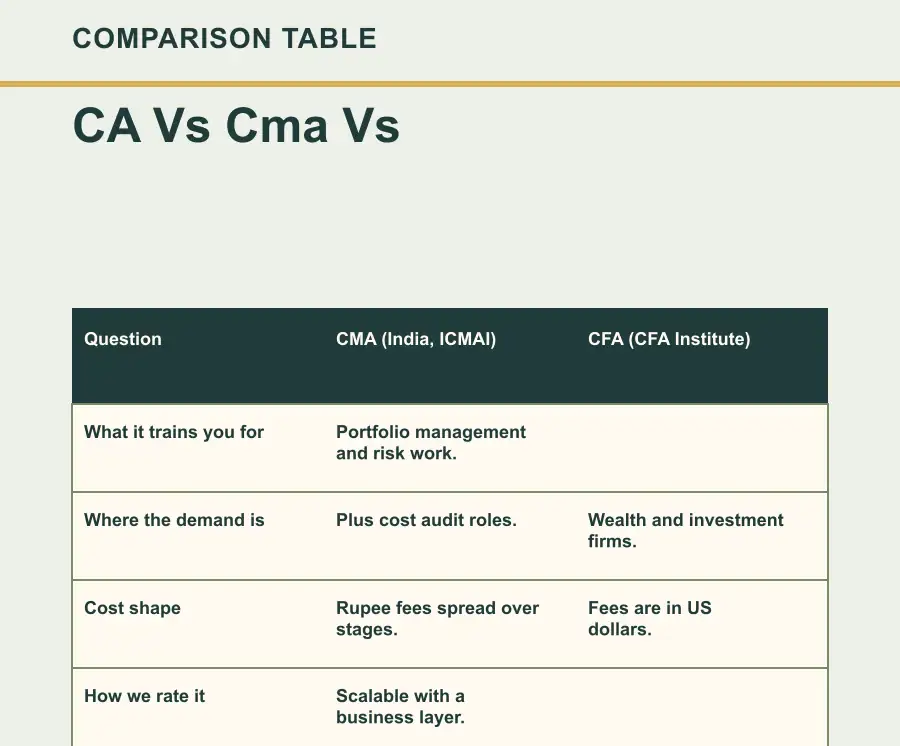 COMPARISON TABLE
CA Vs Cma Vs
Question CMA (India, ICMAI) CFA (CFA Institute)
What it trains you for Portfolio management
and risk work.
Where the demand is Plus cost audit roles. Wealth and investment
firms.
Cost shape Rupee fees spread over Fees are in US
stages. dollars.
How we rate it Scalable with a
business layer.